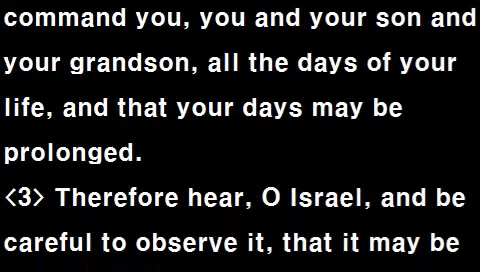 command you, you and your son and
your grandson, all the days of your
life, and that your days may be
prolonged.
<3> Therefore hear, O Israel, and be
careful to observe it, that it may be